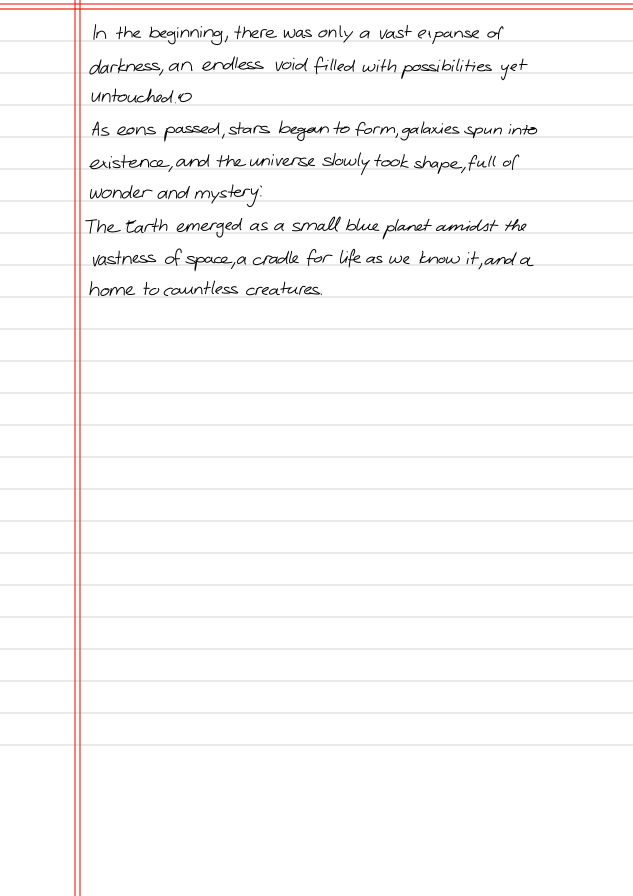 In the beginning, there was only a vast expanse of
darkness, an endless void filled with possibilities yet
untouched.
As eons passed, stars began to form, galaxies spun into
existence, and the universe slowly took shape, full of
wonder and mystery.
The Earth emerged as a small blue planet amidst the
vastness of space, a cradle for life as we know it, and a
home to countless creatures.